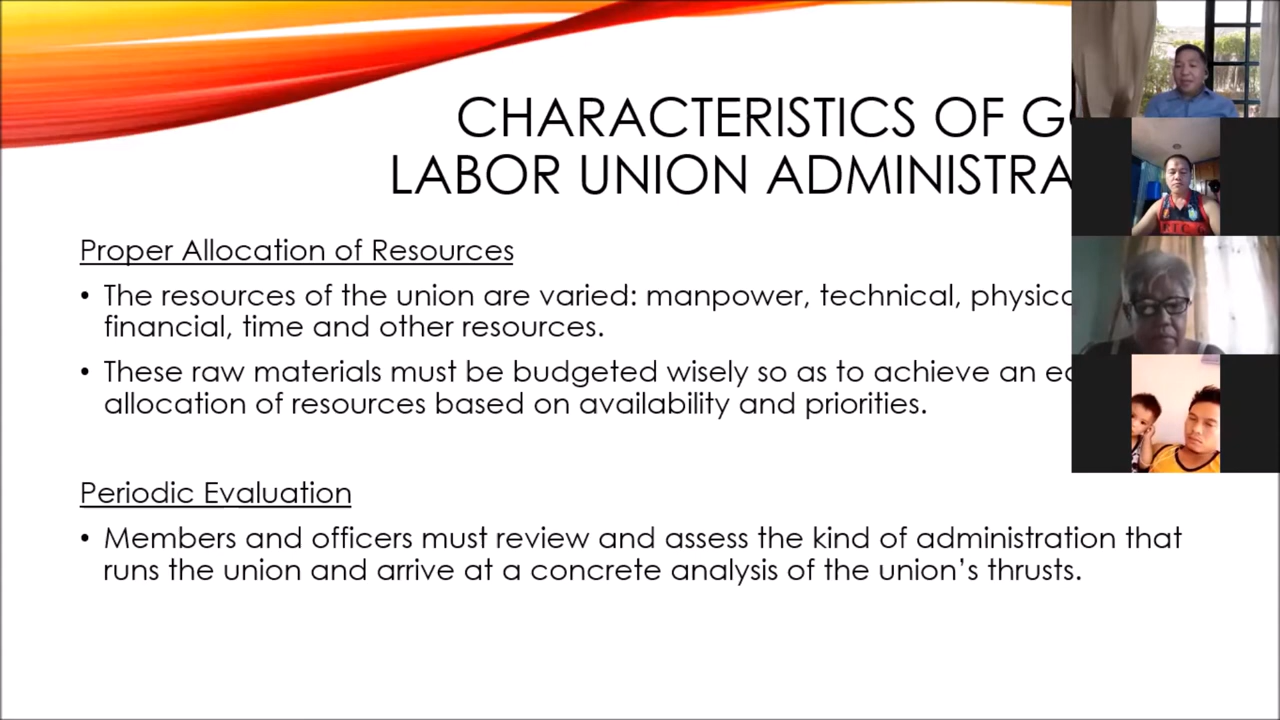 CHARACTERISTICS OF
LABOR UNION
Proper Allocation of Resources
• The resources of the union are varied: manpower, technical,
financial, time and other resources.
• These raw materials must be budgeted wisely so as to achieve an
allocation of resources based on availability and priorities.
Periodic Evaluation
• Members and officers must review and assess the kind of administration that
runs the union and arrive at a concrete analysis of the union’s thrusts.